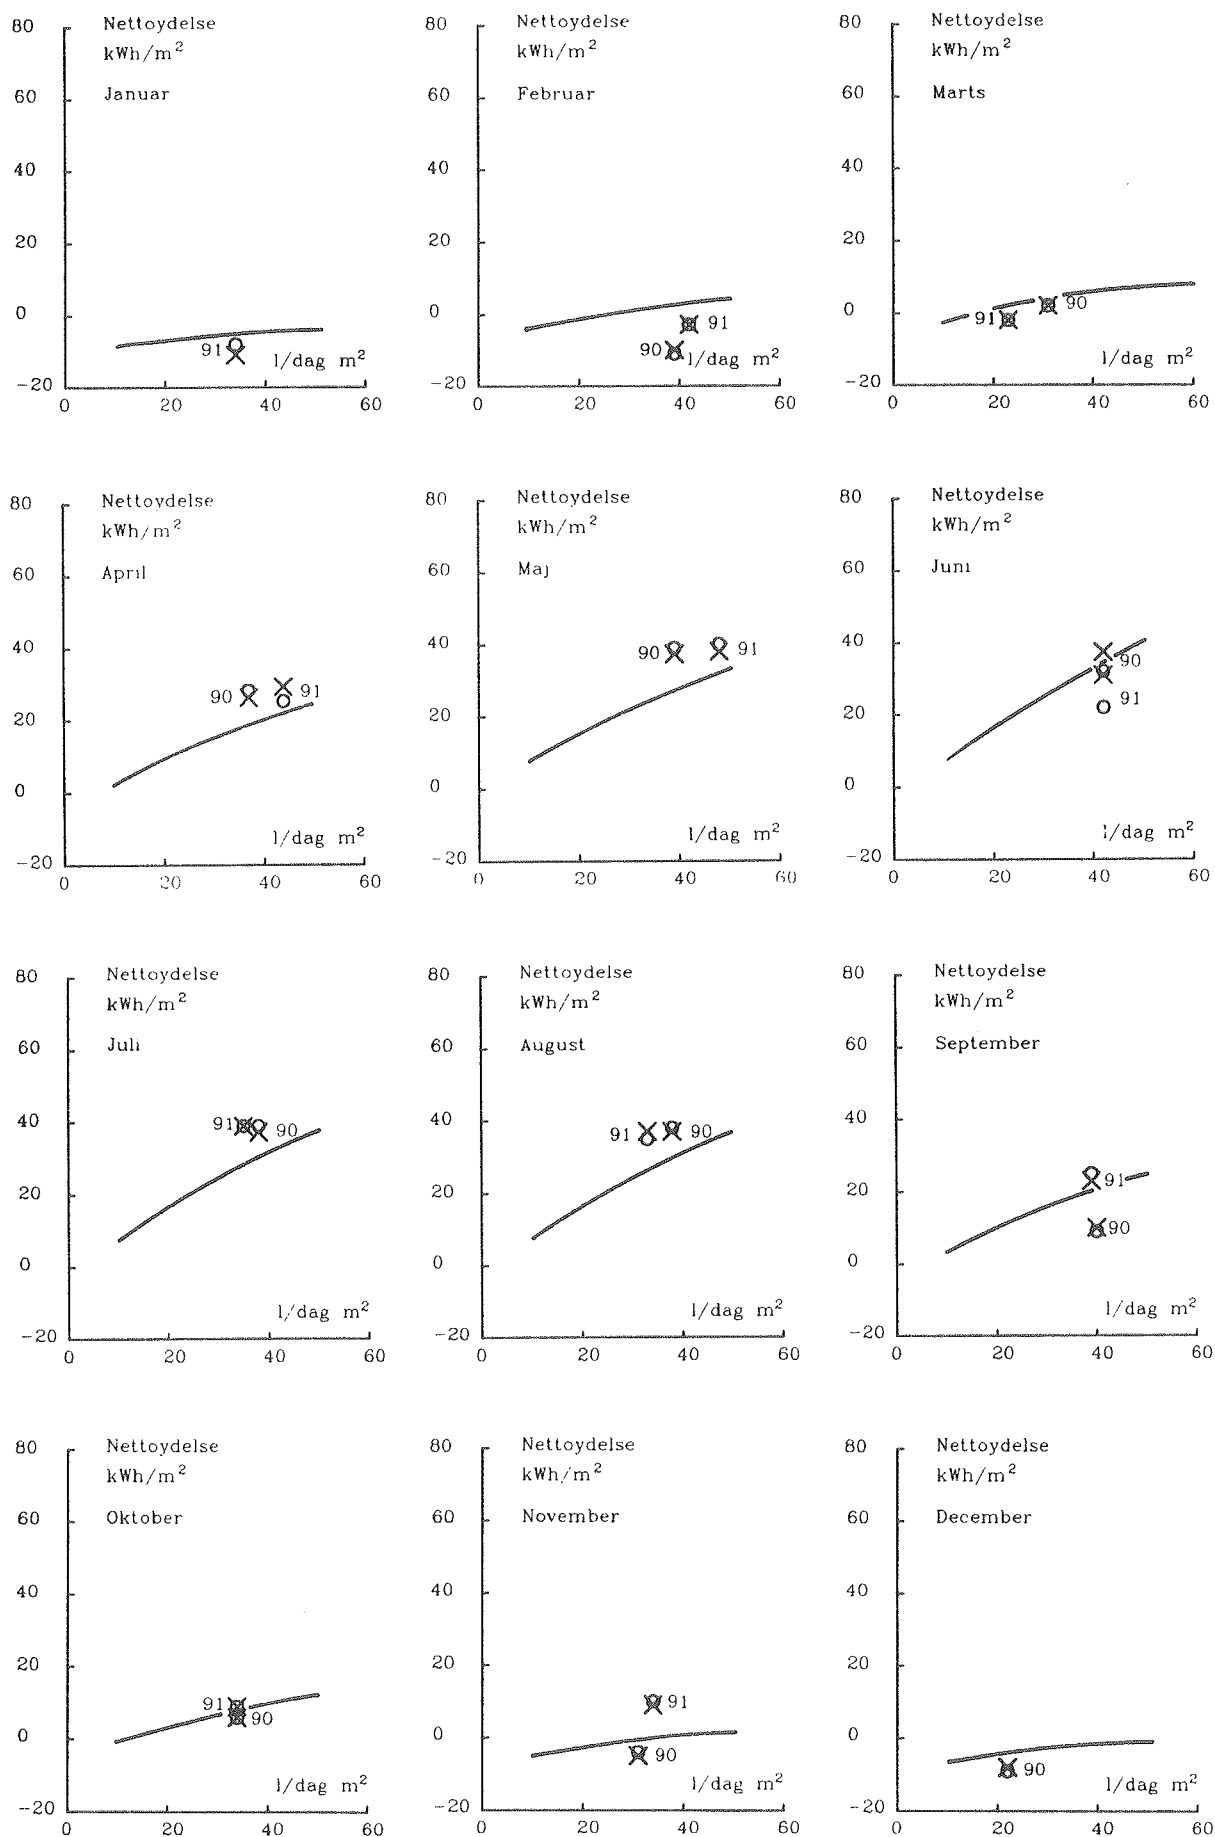 80 Nettoydelse
kWh/m²
60 Januar
40
20
0
91 l/dag m²
-20
0 20 40 60
80 Nettoydelse
kWh/m²
60 Februar
40
20
0
91
90 l/dag m²
-20
0 20 40 60
80 Nettoydelse
kWh/m²
60 Marts
40
20
0
91 90
l/dag m²
-20
0 20 40 60
80 Nettoydelse
kWh/m²
60 April
40
90 91
20
0
l/dag m²
-20
0 20 40 60
80 Nettoydelse
kWh/m²
60 Maj
40
90 91
20
0
l/dag m²
-20
0 20 40 60
80 Nettoydelse
kWh/m²
60 Juni
40
90
91
20
0
l/dag m²
-20
0 20 40 60
80 Nettoydelse
kWh/m²
60 Juli
40
91 90
20
0
l/dag m²
-20
0 20 40 60
80 Nettoydelse
kWh/m²
60 August
40
91 90
20
0
l/dag m²
-20
0 20 40 60
80 Nettoydelse
kWh/m²
60 September
40
20
91
90
0
l/dag m²
-20
0 20 40 60
80 Nettoydelse
kWh/m²
60 Oktober
40
20
91
90
0
l/dag m²
-20
0 20 40 60
80 Nettoydelse
kWh/m²
60 November
40
20
91
0
90
l/dag m²
-20
0 20 40 60
80 Nettoydelse
kWh/m²
60 December
40
20
0
90
l/dag m²
-20
0 20 40 60